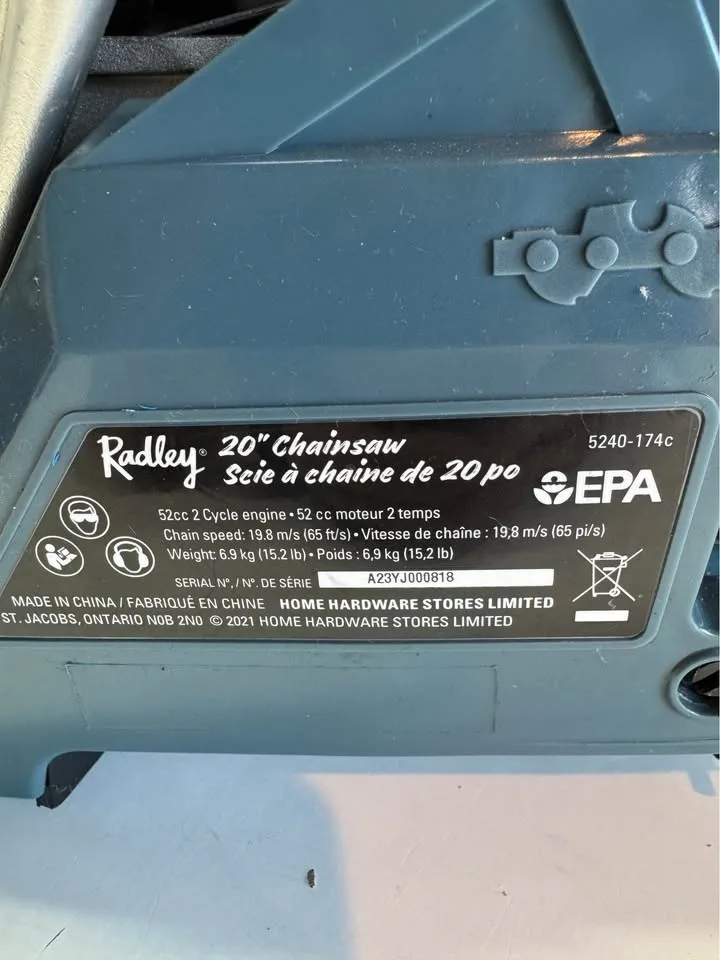 Radley® 20" Chainsaw 5240-174c
Scie à chaine de 20 po
EPA
52cc 2 Cycle engine • 52 cc moteur 2 temps
Chain speed: 19.8 m/s (65 ft/s) • Vitesse de chaîne : 19,8 m/s (65 pi/s)
Weight: 6.9 kg (15.2 lb) • Poids : 6,9 kg (15,2 lb)
SERIAL Nº, / Nº. DE SÉRIE A23YJ000818
MADE IN CHINA / FABRIQUÉ EN CHINE HOME HARDWARE STORES LIMITED
ST. JACOBS, ONTARIO N0B 2N0 © 2021 HOME HARDWARE STORES LIMITED